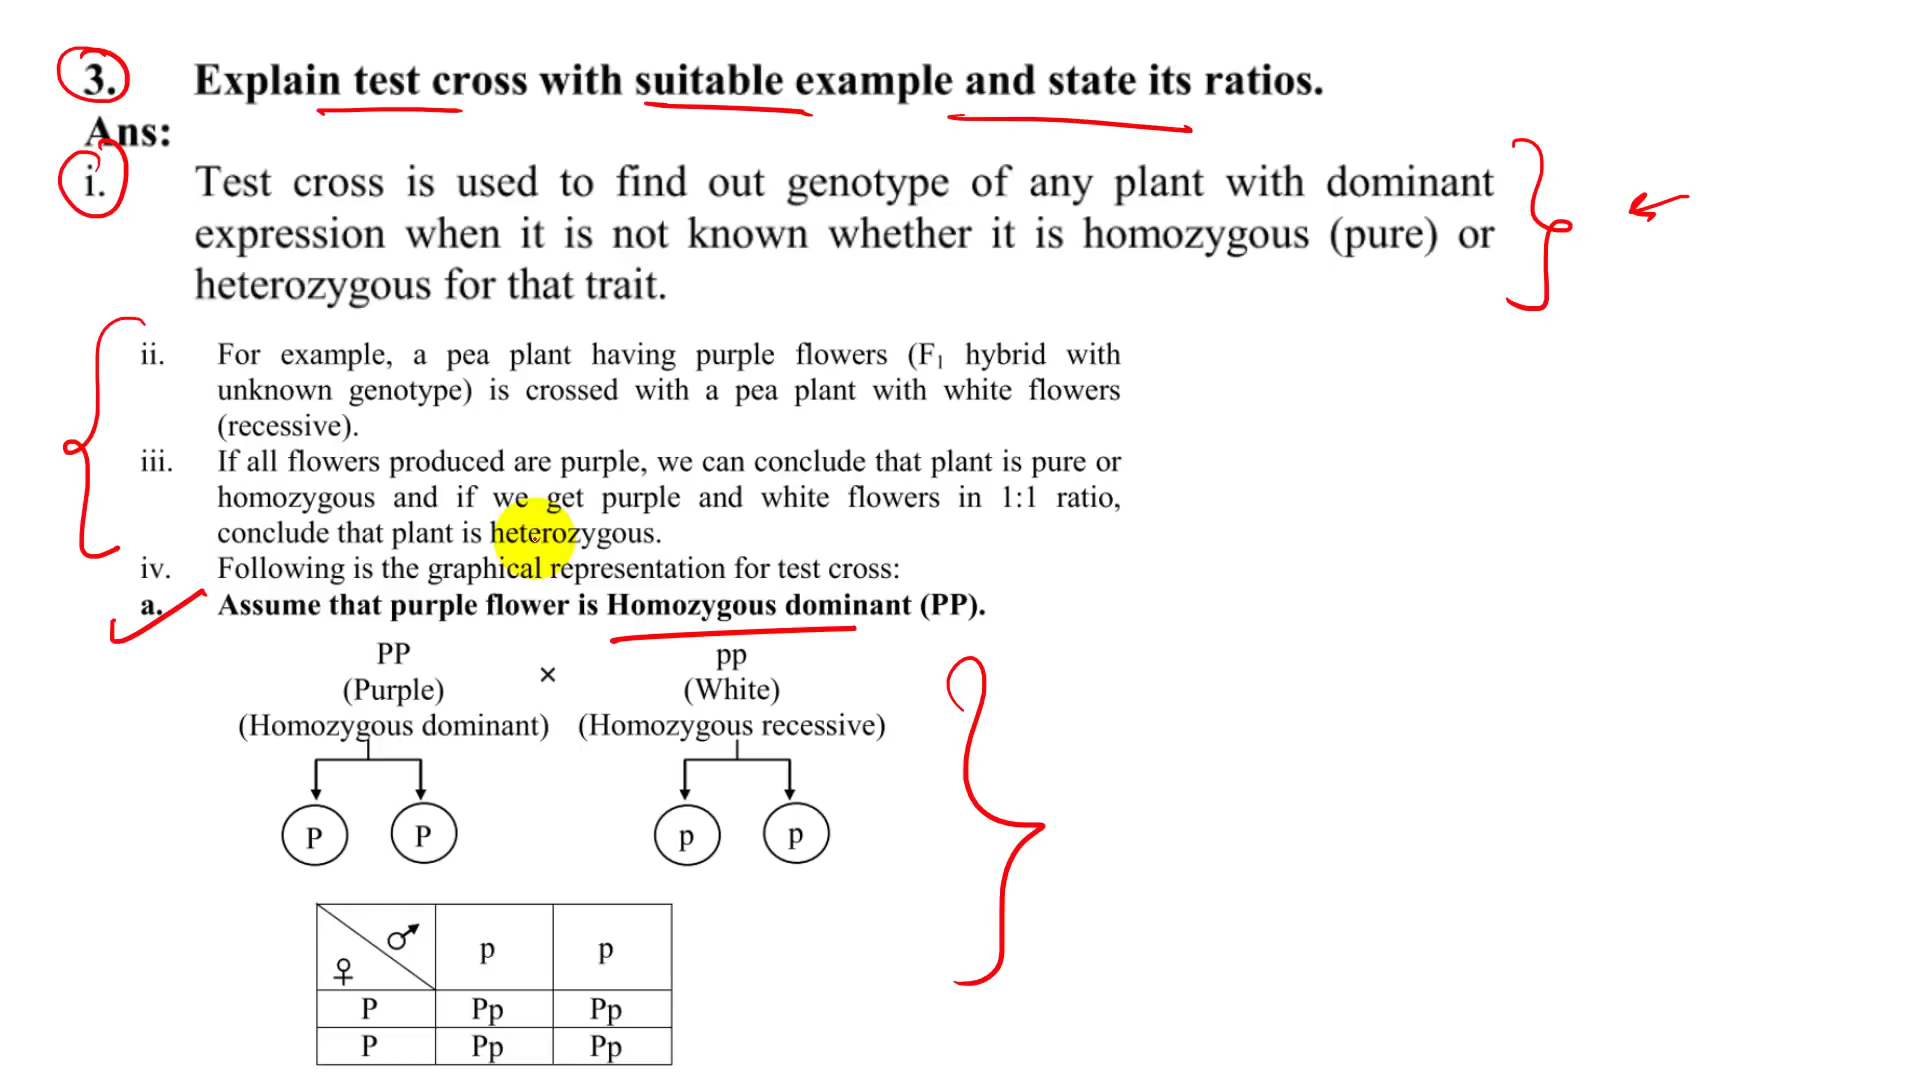 3. Explain test cross with suitable example and state its ratios.
Ans:
i. Test cross is used to find out genotype of any plant with dominant
expression when it is not known whether it is homozygous (pure) or
heterozygous for that trait.
ii. For example, a pea plant having purple flowers (F₁ hybrid with
unknown genotype) is crossed with a pea plant with white flowers
(recessive).
iii. If all flowers produced are purple, we can conclude that plant is pure or
homozygous and if we get purple and white flowers in 1:1 ratio,
conclude that plant is heterozygous.
iv. Following is the graphical representation for test cross:
a. Assume that purple flower is Homozygous dominant (PP).
PP × pp
(Purple) (White)
(Homozygous dominant) (Homozygous recessive)
P P p p
♂ ♀ p p
P Pp Pp
P Pp Pp